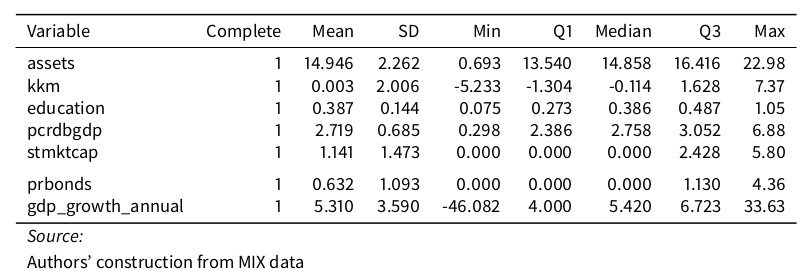 Variable Complete Mean SD Min Q1 Median Q3 Max
assets 1 14.946 2.262 0.693 13.540 14.858 16.416 22.98
kkm 1 0.003 2.006 -5.233 -1.304 -0.114 1.628 7.37
education 1 0.387 0.144 0.075 0.273 0.386 0.487 1.05
pcrdbgdp 1 2.719 0.685 0.298 2.386 2.758 3.052 6.88
stmktcap 1 1.141 1.473 0.000 0.000 0.000 2.428 5.80
prbonds 1 0.632 1.093 0.000 0.000 0.000 1.130 4.36
gdp_growth_annual 1 5.310 3.590 -46.082 4.000 5.420 6.723 33.63
Source:
Authors’ construction from MIX data